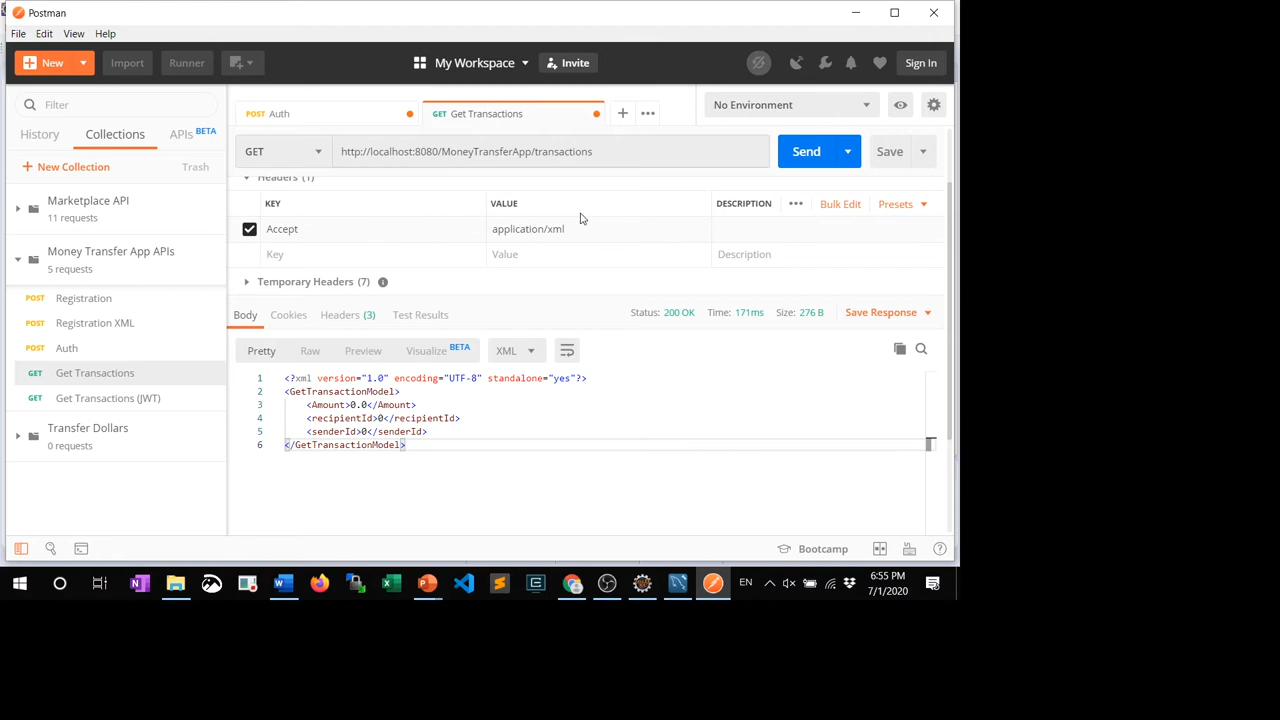 Postman
File Edit View Help
New Import Runner My Workspace Invite Sign In
Filter
History Collections APIs BETA
New Collection Trash
Marketplace API
11 requests
Money Transfer App APIs
5 requests
POST Registration
POST Registration XML
POST Auth
GET Get Transactions
GET Get Transactions (JWT)
Transfer Dollars
0 requests
POST Auth GET Get Transactions No Environment
GET http://localhost:8080/MoneyTransferApp/transactions Send Save
Headers (1)
KEY VALUE DESCRIPTION Bulk Edit Presets
Accept application/xml
Key Value Description
Temporary Headers (7)
Body Cookies Headers (3) Test Results Status: 200 OK Time: 171ms Size: 276 B Save Response
Pretty Raw Preview Visualize BETA XML
1 <?xml version="1.0" encoding="UTF-8" standalone="yes"?>
2 <GetTransactionModel>
3 <Amount>0.0</Amount>
4 <recipientId>0</recipientId>
5 <senderId>0</senderId>
6 </GetTransactionModel>
Bootcamp
EN 6:55 PM
7/1/2020